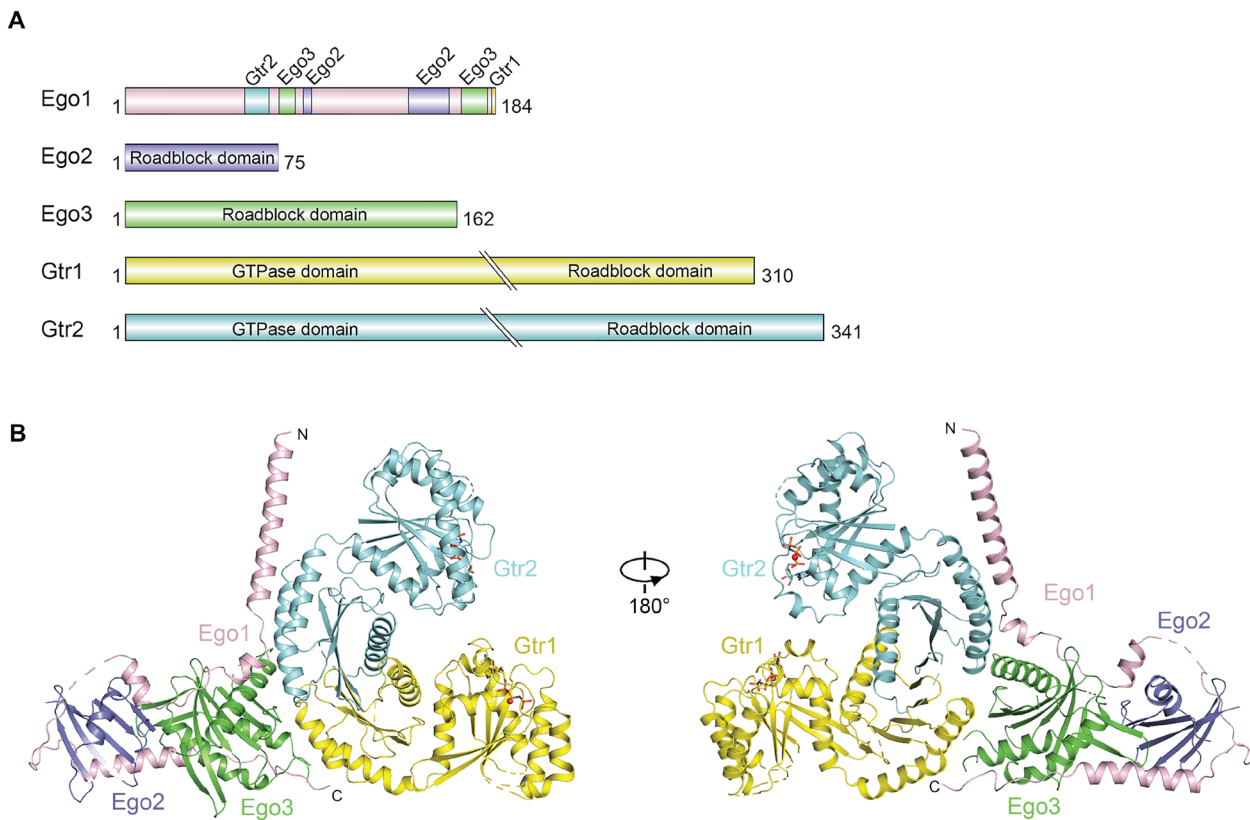 A
Gtr2 Ego3 Ego2 Ego2 Ego3 Gtr1
Ego1 1 184
Ego2 1 Roadblock domain 75
Ego3 1 Roadblock domain 162
Gtr1 1 GTPase domain Roadblock domain 310
Gtr2 1 GTPase domain Roadblock domain 341
B
N N
Gtr2 Gtr2
180°
Ego1 Ego1
Ego2
Gtr1 Gtr1
C C
Ego2 Ego3 Ego3